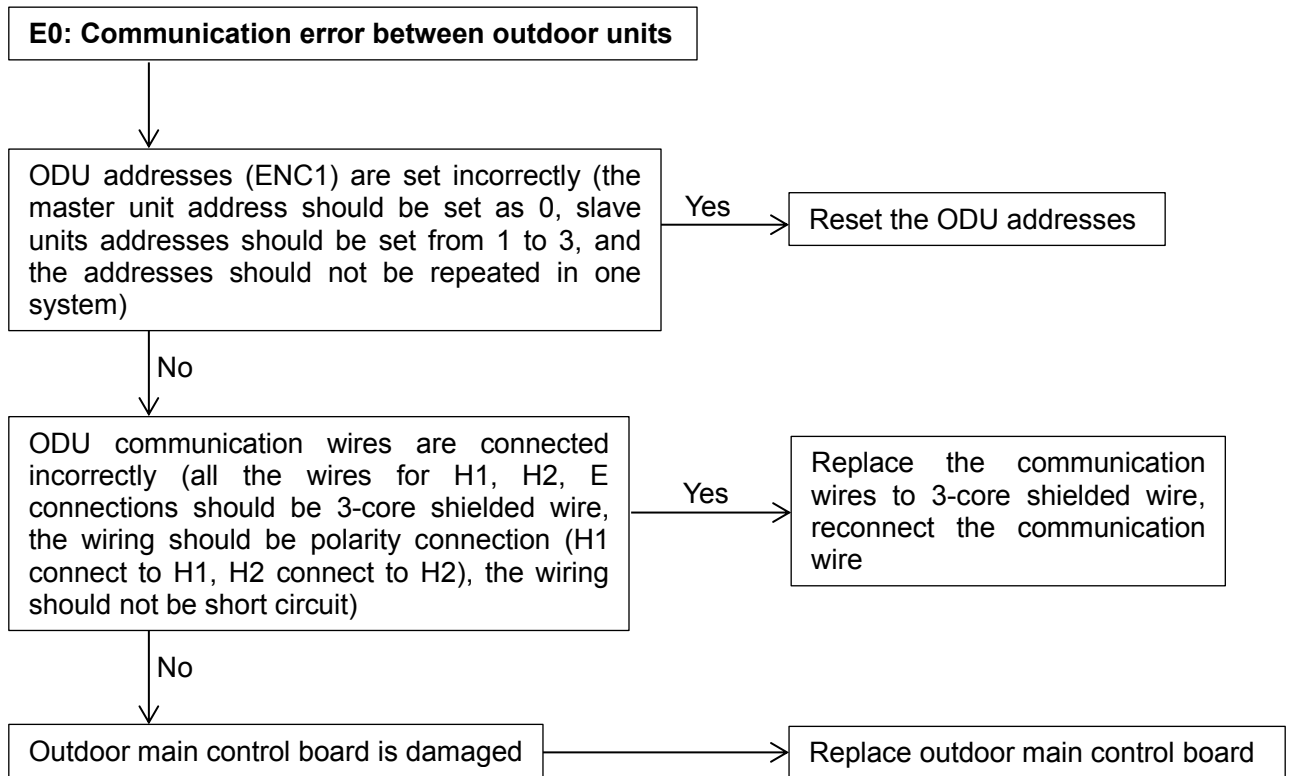 E0: Communication error between outdoor units
ODU addresses (ENC1) are set incorrectly (the
master unit address should be set as 0, slave
units addresses should be set from 1 to 3, and
the addresses should not be repeated in one
system)
Yes
Reset the ODU addresses
No
ODU communication wires are connected
incorrectly (all the wires for H1, H2, E
connections should be 3-core shielded wire,
the wiring should be polarity connection (H1
connect to H1, H2 connect to H2), the wiring
should not be short circuit)
Yes
Replace the communication
wires to 3-core shielded wire,
reconnect the communication
wire
No
Outdoor main control board is damaged
Replace outdoor main control board